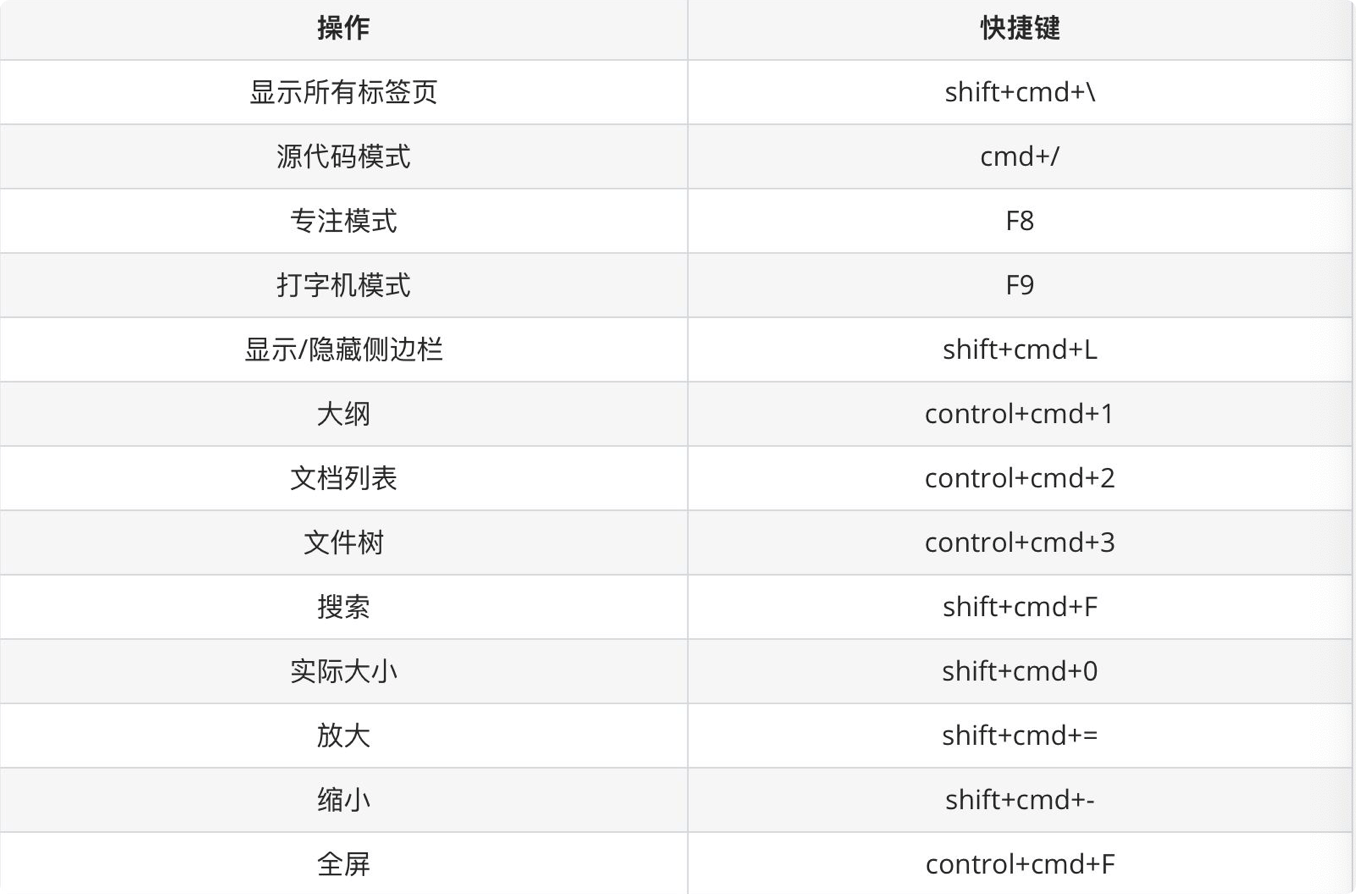 操作 快捷键
显示所有标签页 shift+cmd+\
源代码模式 cmd+/
专注模式 F8
打字机模式 F9
显示/隐藏侧边栏 shift+cmd+L
大纲 control+cmd+1
文档列表 control+cmd+2
文件树 control+cmd+3
搜索 shift+cmd+F
实际大小 shift+cmd+0
放大 shift+cmd+=
缩小 shift+cmd+-
全屏 control+cmd+F